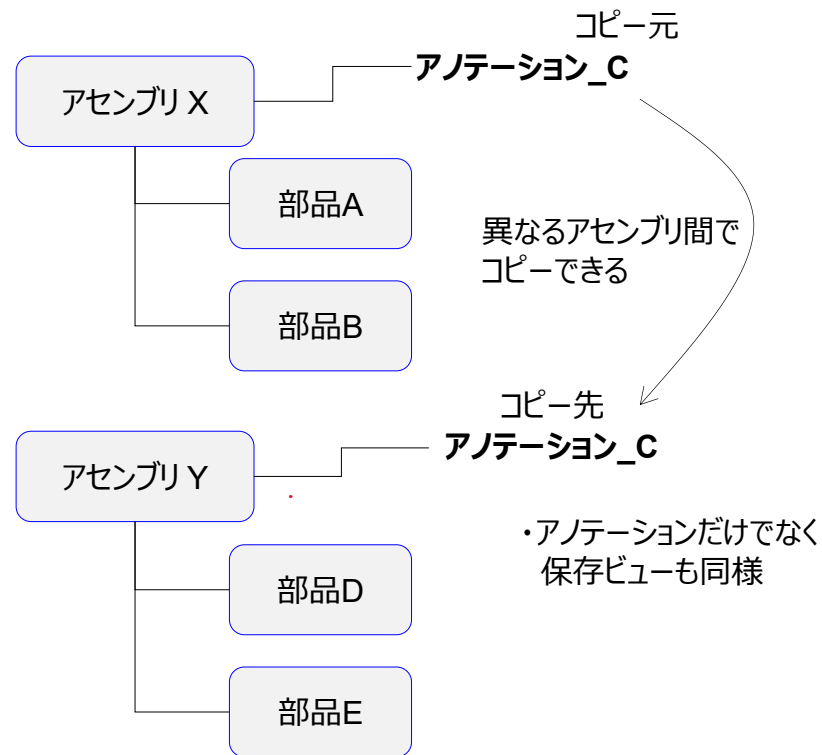 コピー元
アノテーション_C
アセンブリ X
部品A
異なるアセンブリ間で
コピーできる
部品B
コピー先
アノテーション_C
アセンブリ Y
・アノテーションだけでなく
保存ビューも同様
部品D
部品E